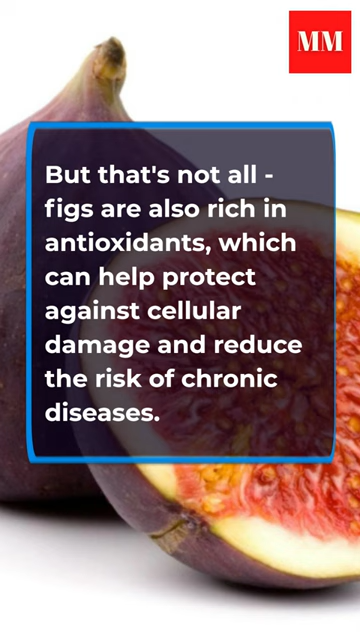 MM
But that's not all -
figs are also rich in
antioxidants, which
can help protect
against cellular
damage and reduce
the risk of chronic
diseases.